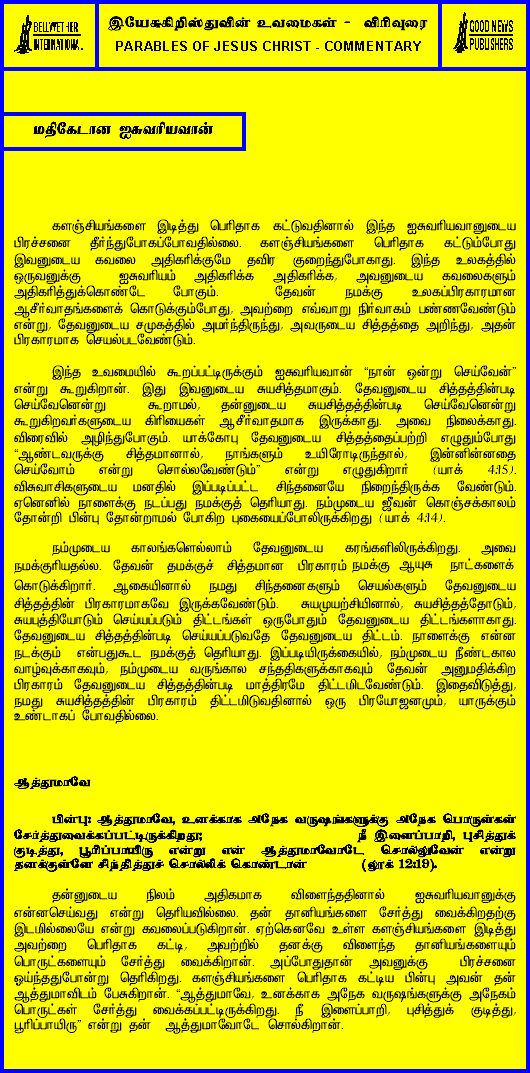 BELLWETHER
INTERNATIONAL
இயேசுகிறிஸ்துவின் உவமைகள் - விரிவுரை
PARABLES OF JESUS CHRIST - COMMENTARY
GOOD NEWS
PUBLISHERS
மதிகேடான ஐசுவரியவான்
களஞ்சியங்களை இடித்து பெரிதாக கட்டுவதினால் இந்த ஐசுவரியவானுடைய
பிரச்சனை தீர்ந்துபோகப்போவதில்லை. களஞ்சியங்களை பெரிதாக கட்டும்போது
இவனுடைய கவலை அதிகரிக்குமே தவிர குறைந்துபோகாது. இந்த உலகத்தில்
ஒருவனுக்கு ஐசுவரியம் அதிகரிக்க அதிகரிக்க, அவனுடைய கவலைகளும்
அதிகரித்துக்கொண்டே போகும். தேவன் நமக்கு உலகப்பிரகாரமான
ஆசீர்வாதங்களைக் கொடுக்கும்போது, அவற்றை எவ்வாறு நிர்வாகம் பண்ணவேண்டும்
என்று, தேவனுடைய சமுகத்தில் அமர்ந்திருந்து, அவருடைய சித்தத்தை அறிந்து, அதன்
பிரகாரமாக செயல்படவேண்டும்.
இந்த உவமையில் கூறப்பட்டிருக்கும் ஐசுவரியவான் “நான் ஒன்று செய்வேன்”
என்று கூறுகிறான். இது இவனுடைய சுயசித்தமாகும். தேவனுடைய சித்தத்தின்படி
செய்வேனென்று கூறாமல், தன்னுடைய சுயசித்தத்தின்படி செய்வேனென்று
கூறுகிறவர்களுடைய கிரியைகள் ஆசீர்வாதமாக இருக்காது. அவை நிலைக்காது.
விரைவில் அழிந்துபோகும். யாக்கோபு தேவனுடைய சித்தத்தைப்பற்றி எழுதும்போது
“ஆண்டவருக்கு சித்தமானால், நாங்களும் உயிரோடிருந்தால், இன்னின்னதை
செய்வோம் என்று சொல்லவேண்டும்” என்று எழுதுகிறார் (யாக் 4:15).
விசுவாசிகளுடைய மனதில் இப்படிப்பட்ட சிந்தனையே நிறைந்திருக்க வேண்டும்.
ஏனெனில் நாளைக்கு நடப்பது நமக்குத் தெரியாது. நம்முடைய ஜீவன் கொஞ்சக்காலம்
தோன்றி பின்பு தோன்றாமல் போகிற புகையைப்போலிருக்கிறது (யாக் 4:14).
நம்முடைய காலங்களெல்லாம் தேவனுடைய கரங்களிலிருக்கிறது. அவை
நமக்குரியதல்ல. தேவன் தமக்குச் சித்தமான பிரகாரம் நமக்கு ஆயுசு நாட்களைக்
கொடுக்கிறார். ஆகையினால் நமது சிந்தனைகளும் செயல்களும் தேவனுடைய
சித்தத்தின் பிரகாரமாகவே இருக்கவேண்டும். சுயமுயற்சியினால், சுயசித்தத்தோடும்,
சுயபுத்தியோடும் செய்யப்படும் திட்டங்கள் ஒருபோதும் தேவனுடைய திட்டங்களாகாது.
தேவனுடைய சித்தத்தின்படி செய்யப்படுவதே தேவனுடைய திட்டம். நாளைக்கு என்ன
நடக்கும் என்பதுகூட நமக்குத் தெரியாது. இப்படியிருக்கையில், நம்முடைய நீண்டகால
வாழ்வுக்காகவும், நம்முடைய வருங்கால சந்ததிகளுக்காகவும் தேவன் அனுமதிக்கிற
பிரகாரம் தேவனுடைய சித்தத்தின்படி மாத்திரமே திட்டமிடவேண்டும். இதைவிடுத்து,
நமது சுயசித்தத்தின் பிரகாரம் திட்டமிடுவதினால் ஒரு பிரயோஜனமும், யாருக்கும்
உண்டாகப் போவதில்லை.
ஆத்துமாவே
பின்பு: ஆத்துமாவே, உனக்காக அநேக வருஷங்களுக்கு அநேக பொருள்கள்
சேர்த்துவைக்கப்பட்டிருக்கிறது; நீ இளைப்பாறி, புசித்துக்
குடித்து, பூரிப்பாயிரு என்று என் ஆத்துமாவோடே சொல்லுவேன் என்று
தனக்குள்ளே சிந்தித்துச் சொல்லிக் கொண்டான் (லூக் 12:19).
தன்னுடைய நிலம் அதிகமாக விளைந்ததினால் ஐசுவரியவானுக்கு
என்னசெய்வது என்று தெரியவில்லை. தன் தானியங்களை சேர்த்து வைக்கிறதற்கு
இடமில்லையே என்று கவலைப்படுகிறான். ஏற்கெனவே உள்ள களஞ்சியங்களை இடித்து
அவற்றை பெரிதாக கட்டி, அவற்றில் தனக்கு விளைந்த தானியங்களையும்
பொருட்களையும் சேர்த்து வைக்கிறான். அப்போதுதான் அவனுக்கு பிரச்சனை
ஓய்ந்ததுபோன்று தெரிகிறது. களஞ்சியங்களை பெரிதாக கட்டிய பின்பு அவன் தன்
ஆத்துமாவிடம் பேசுகிறான். “ஆத்துமாவே, உனக்காக அநேக வருஷங்களுக்கு அநேகம்
பொருட்கள் சேர்த்து வைக்கப்பட்டிருக்கிறது. நீ இளைப்பாறி, புசித்துக் குடித்து,
பூரிப்பாயிரு” என்று தன் ஆத்துமாவோடே சொல்கிறான்.